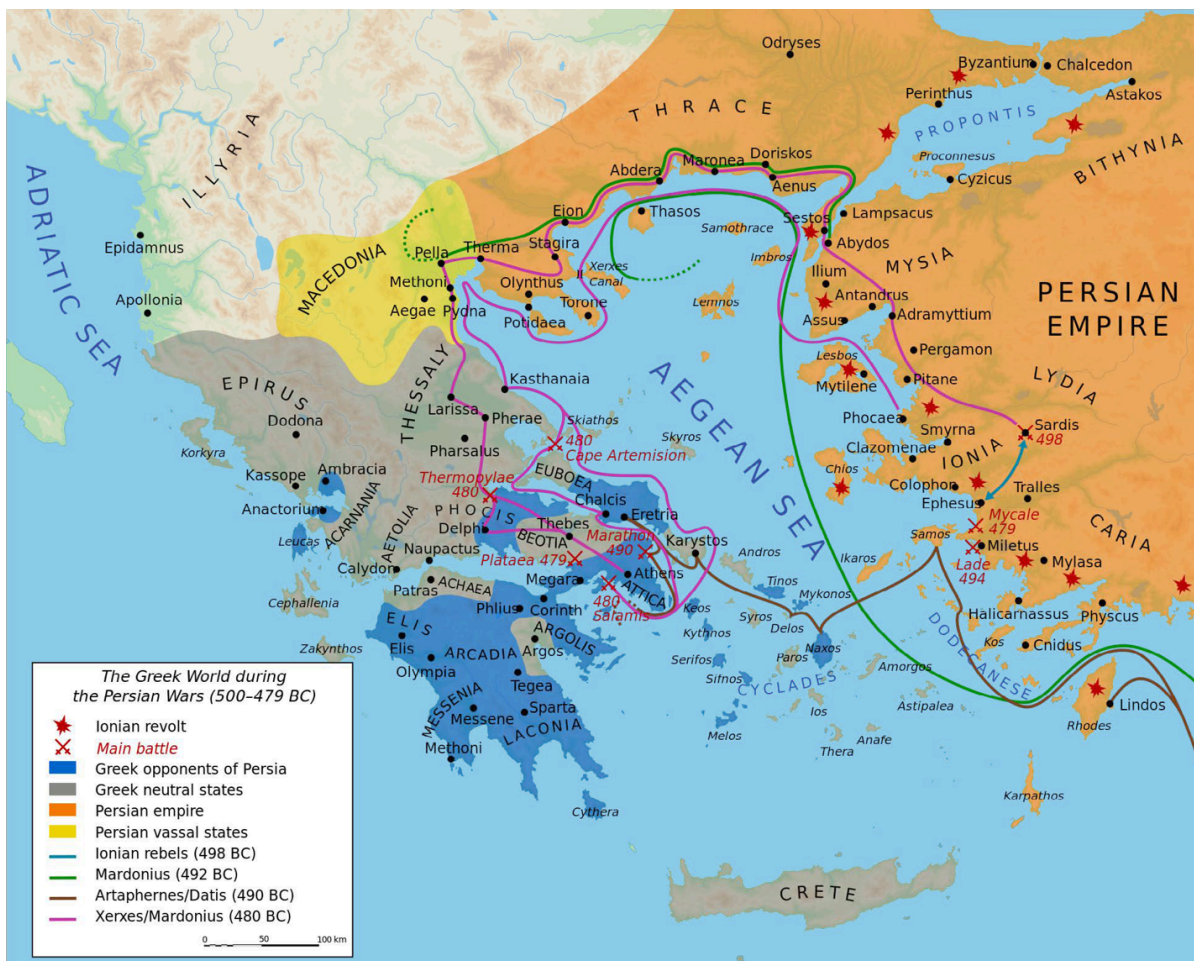 Odryses
Byzantium
Chalcedon
Perinthus
Astakos
THRACE
PROPONTIS
BITHYNIA
ILLYRIA
ADRIATIC SEA
Proconnesus
Cyzicus
Abdera
Maronea
Doriskos
Aenus
Eion
Thasos
Samothrace
Sestos
Lampsacus
Abydos
Imbros
MYSIA
Epidamnus
Apollonia
MACEDONIA
Pella
Therma
Stagira
Methoni
Aegae
Pydna
Olynthus
Xerxes
Canal
Torone
Potidaea
Lemnos
Ilium
Antandrus
Assus
Adramyttium
PERSIAN
EMPIRE
Pergamon
Lesbos
Mytilene
Pitane
LYDIA
AEGEAN SEA
EPIRUS
Dodona
THESSALY
Kasthanaia
Larissa
Pherae
Skiathos
Korkyra
Pharsalus
480
Cape Artemision
Skyros
Phocaea
Smyrna
Sardis
498
Clazomenae
IONIA
Kassope
Ambracia
Thermopylae
480
EUBOEA
Chios
Colophon
Tralles
Ephesus
Anactorium
ACARNANIA
PHOCIS
Chalcis
Eretria
Leucas
AETOLIA
Delphi
Thebes
BEOTIA
Marathon
490
Karystos
Mycale
479
Samos
CARIA
Naupactus
Calydon
Plataea 479
Andros
Ikaros
Miletus
Lade
494
Mylasa
Patras
ACHAEA
Megara
Athens
ATTICA
Tinos
Mykonos
Cephallenia
Phlius
Corinth
480
Salamis
Keos
Syros
Delos
Halicarnassus
Physcus
ELIS
Elis
ARGOLIS
Argos
Kythnos
Zakynthos
Olympia
ARCADIA
Serifos
Paros
Naxos
Kos
Cnidus
DODECANESE
Tegea
Sifnos
CYCLADES
Amorgos
MESSENIA
Messene
Sparta
LACONIA
Ios
Astipalea
Rhodes
Lindos
Methoni
Melos
Thera
Anafe
Cythera
Karpathos
CRETE
The Greek World during
the Persian Wars (500–479 BC)
Ionian revolt
Main battle
Greek opponents of Persia
Greek neutral states
Persian empire
Persian vassal states
Ionian rebels (498 BC)
Mardonius (492 BC)
Artaphernes/Datis (490 BC)
Xerxes/Mardonius (480 BC)
0 50 100 km